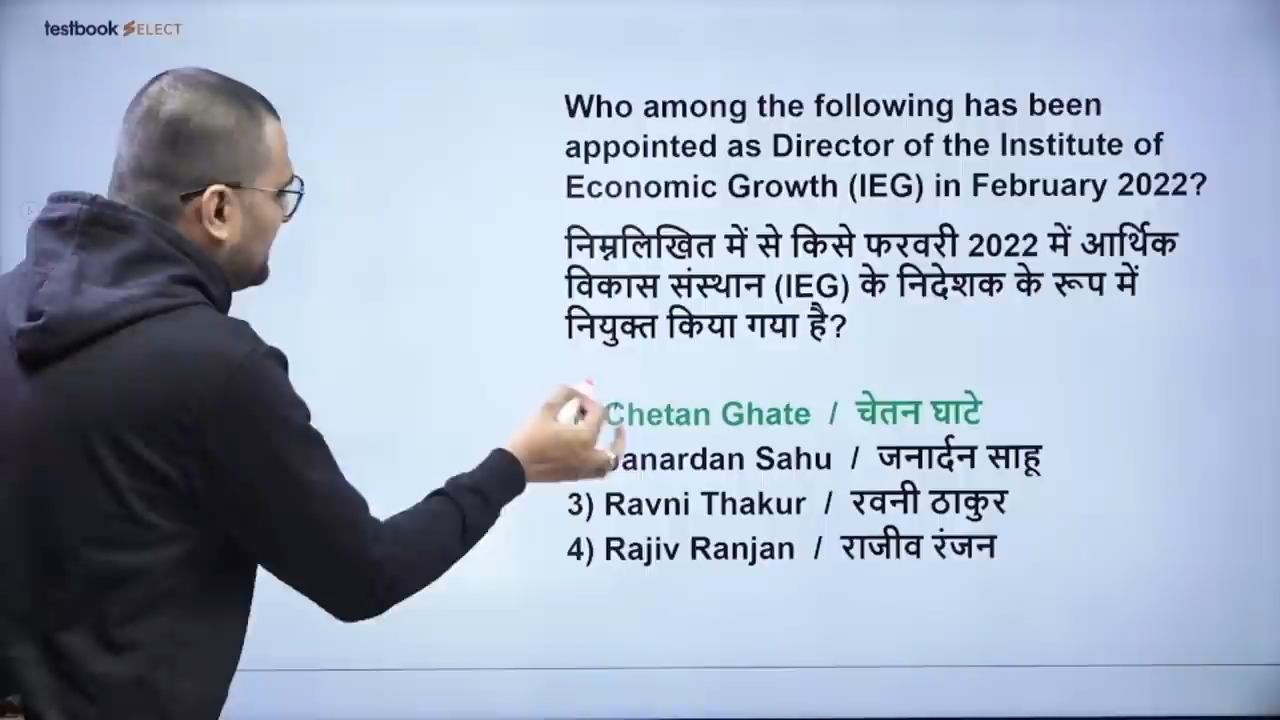 testbook SELECT
Who among the following has been
appointed as Director of the Institute of
Economic Growth (IEG) in February 2022?
निम्नलिखित में से किसे फरवरी 2022 में आर्थिक
विकास संस्थान (IEG) के निदेशक के रूप में
नियुक्त किया गया है?
Chetan Ghate / चेतन घाटे
Janardan Sahu / जनार्दन साहू
3) Ravni Thakur / रवनी ठाकुर
4) Rajiv Ranjan / राजीव रंजन